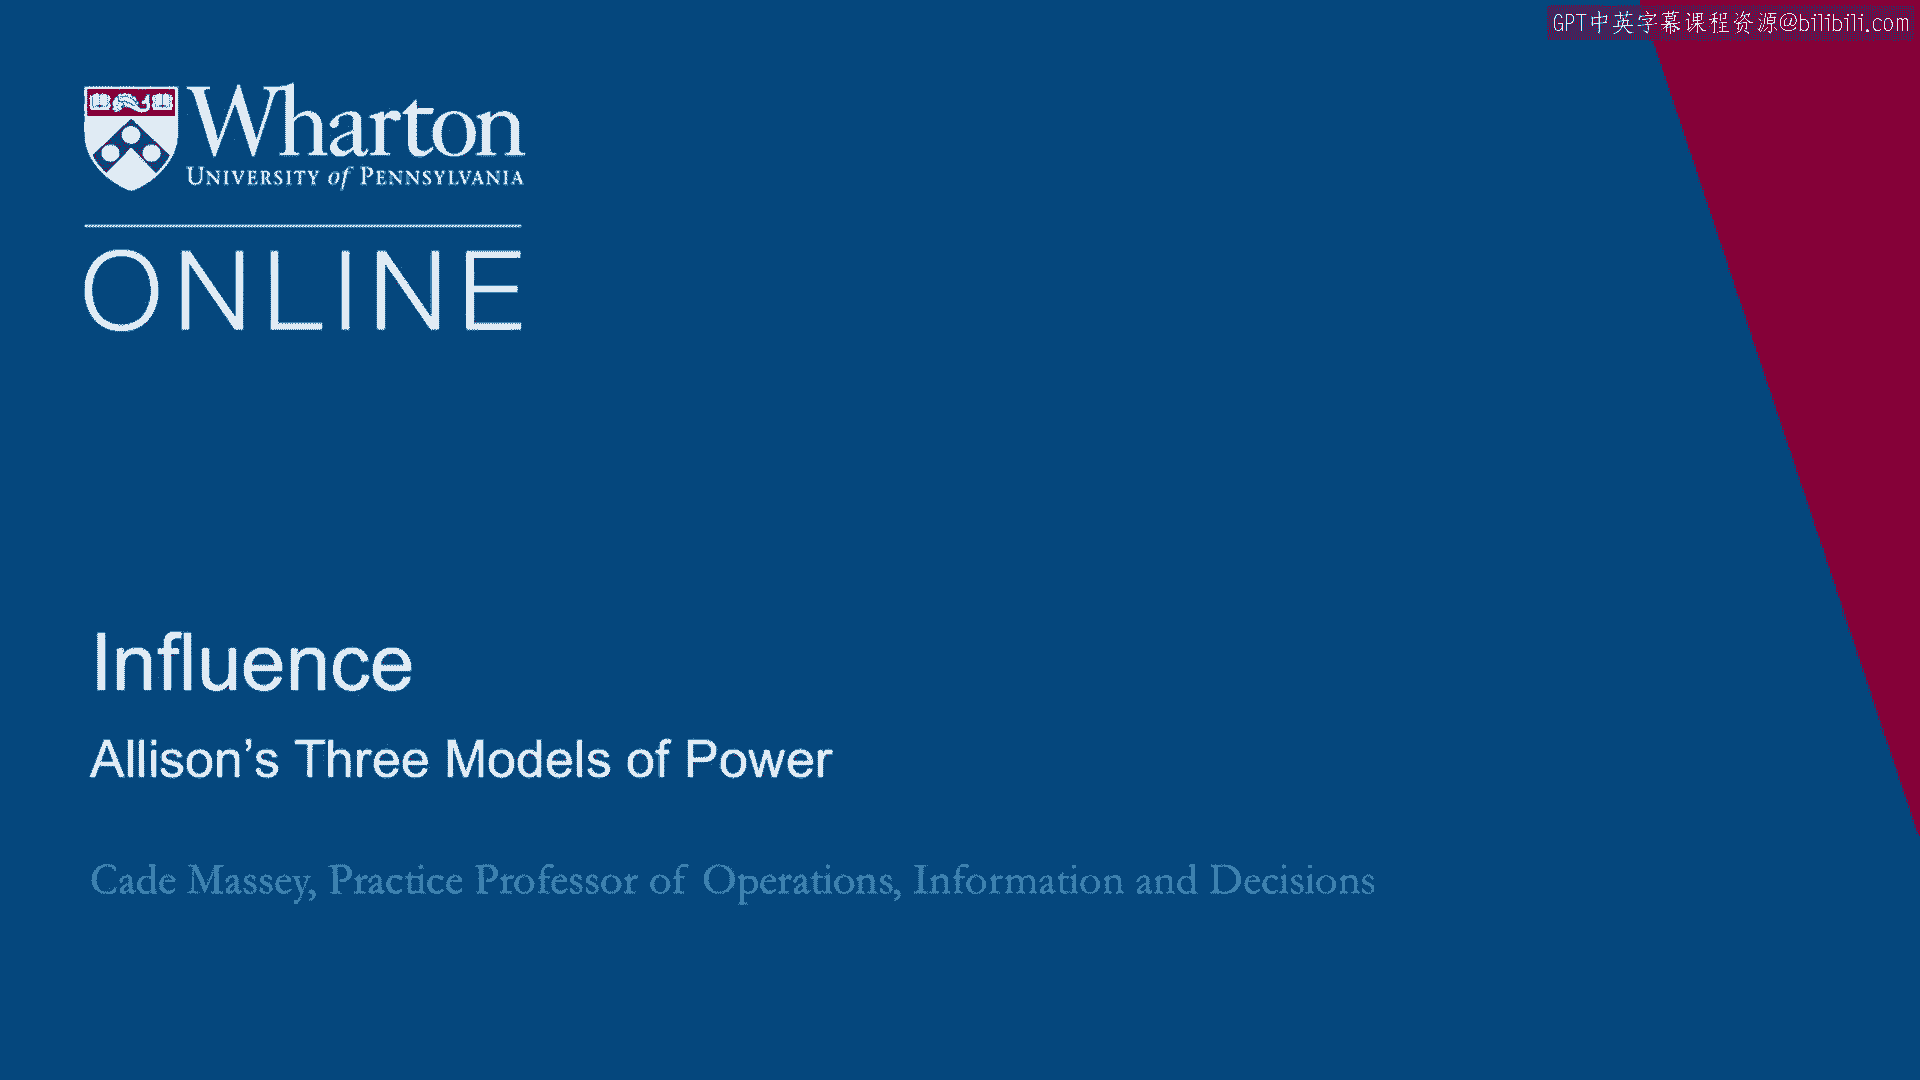 GPT中英字幕课程资源@bilibili.com
Wharton
UNIVERSITY of PENNSYLVANIA
ONLINE
Influence
Allison's Three Models of Power
Cade Massey, Practice Professor of Operations, Information and Decisions